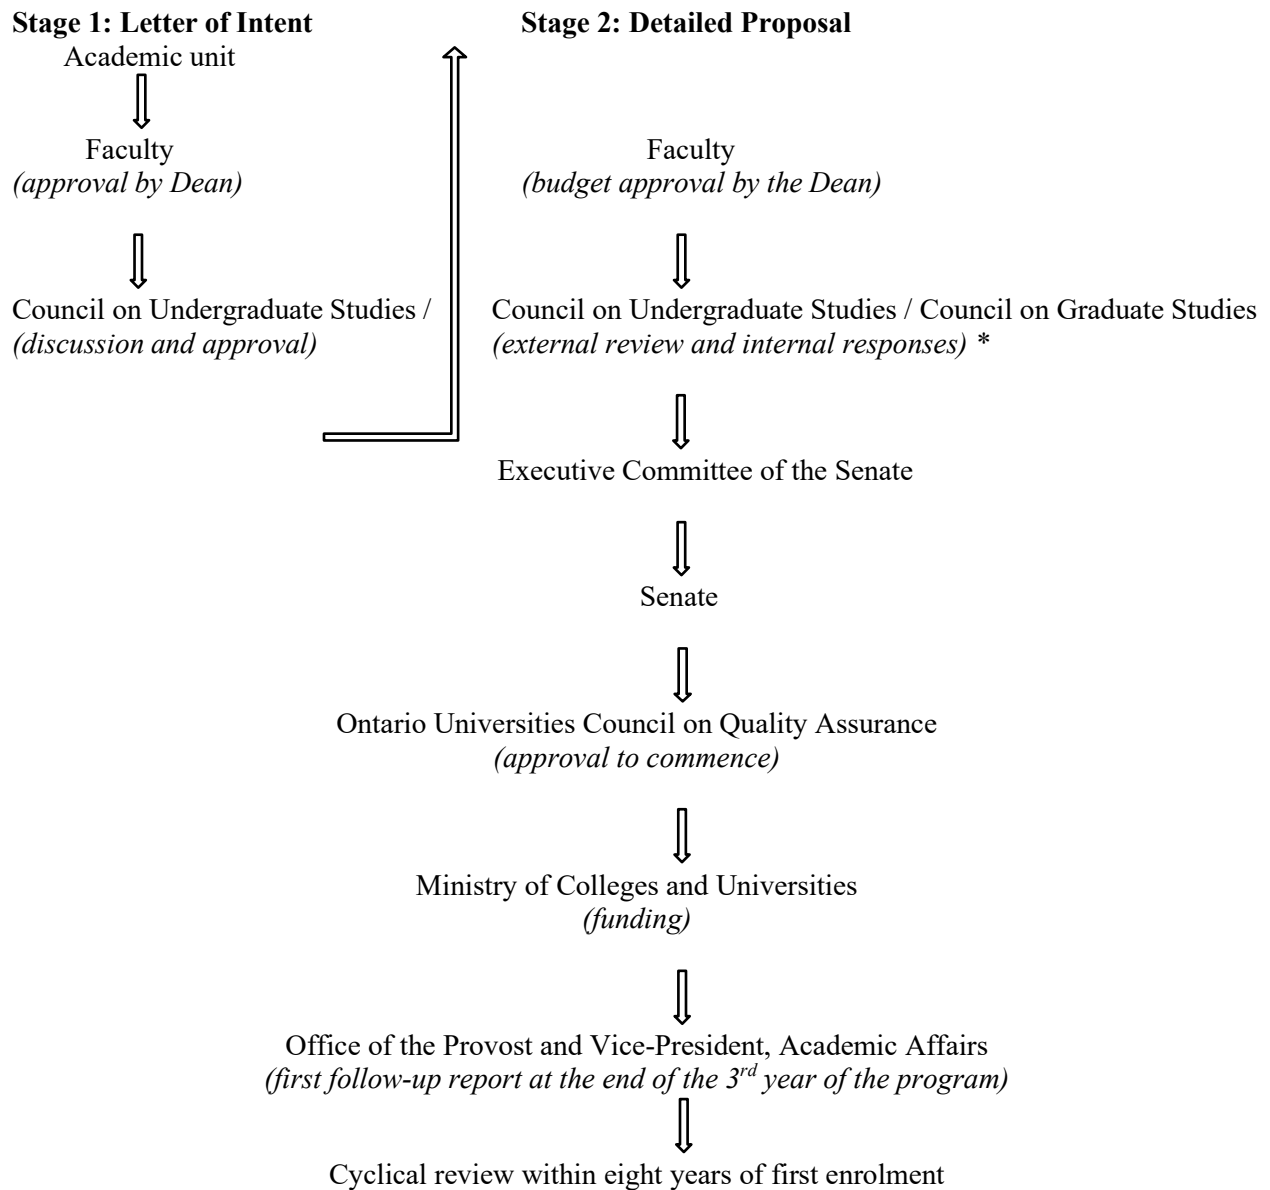 Stage 1: Letter of Intent
Academic unit
Faculty
(approval by Dean)
Council on Undergraduate Studies /
(discussion and approval)
Stage 2: Detailed Proposal
Faculty
(budget approval by the Dean)
Council on Undergraduate Studies / Council on Graduate Studies
(external review and internal responses) *
Executive Committee of the Senate
Senate
Ontario Universities Council on Quality Assurance
(approval to commence)
Ministry of Colleges and Universities
(funding)
Office of the Provost and Vice-President, Academic Affairs
(first follow-up report at the end of the 3rd year of the program)
Cyclical review within eight years of first enrolment